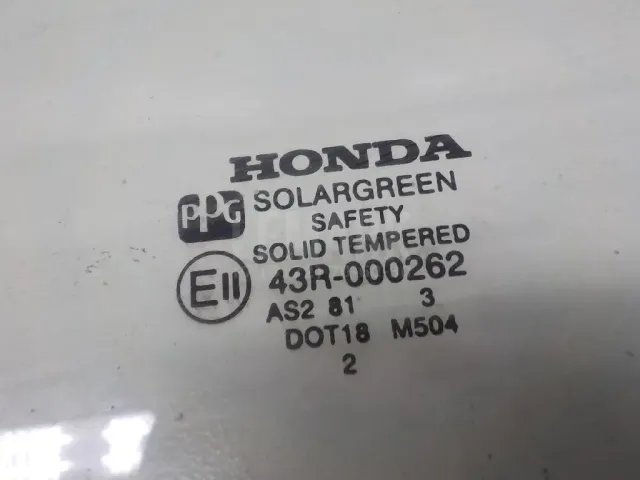 HONDA
PPG SOLARGREEN
SAFETY
SOLID TEMPERED
E11 43R-000262
AS2 81 3
DOT18 M504
2